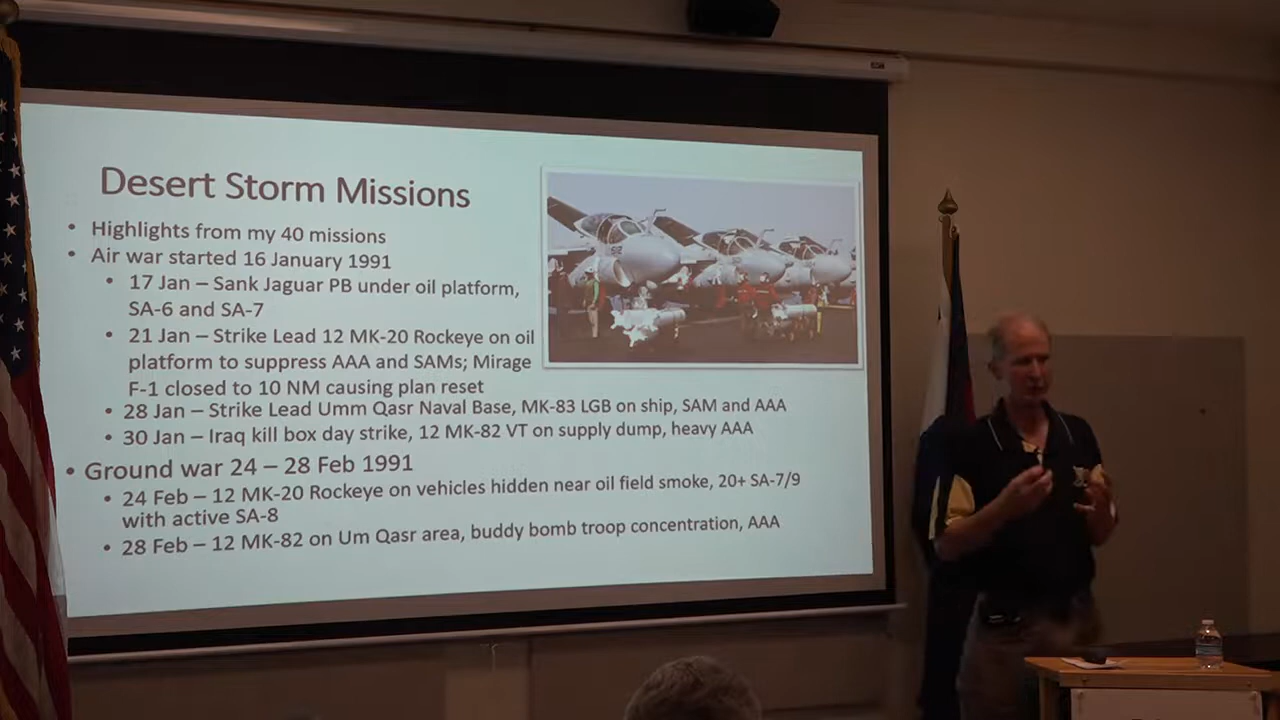 Desert Storm Missions
• Highlights from my 40 missions
• Air war started 16 January 1991
• 17 Jan – Sank Jaguar PB under oil platform,
SA-6 and SA-7
• 21 Jan – Strike Lead 12 MK-20 Rockeye on oil
platform to suppress AAA and SAMs; Mirage
F-1 closed to 10 NM causing plan reset
• 28 Jan – Strike Lead Umm Qasr Naval Base, MK-83 LGB on ship, SAM and AAA
• 30 Jan – Iraq kill box day strike, 12 MK-82 VT on supply dump, heavy AAA
• Ground war 24 – 28 Feb 1991
• 24 Feb – 12 MK-20 Rockeye on vehicles hidden near oil field smoke, 20+ SA-7/9
with active SA-8
• 28 Feb – 12 MK-82 on Um Qasr area, buddy bomb troop concentration, AAA